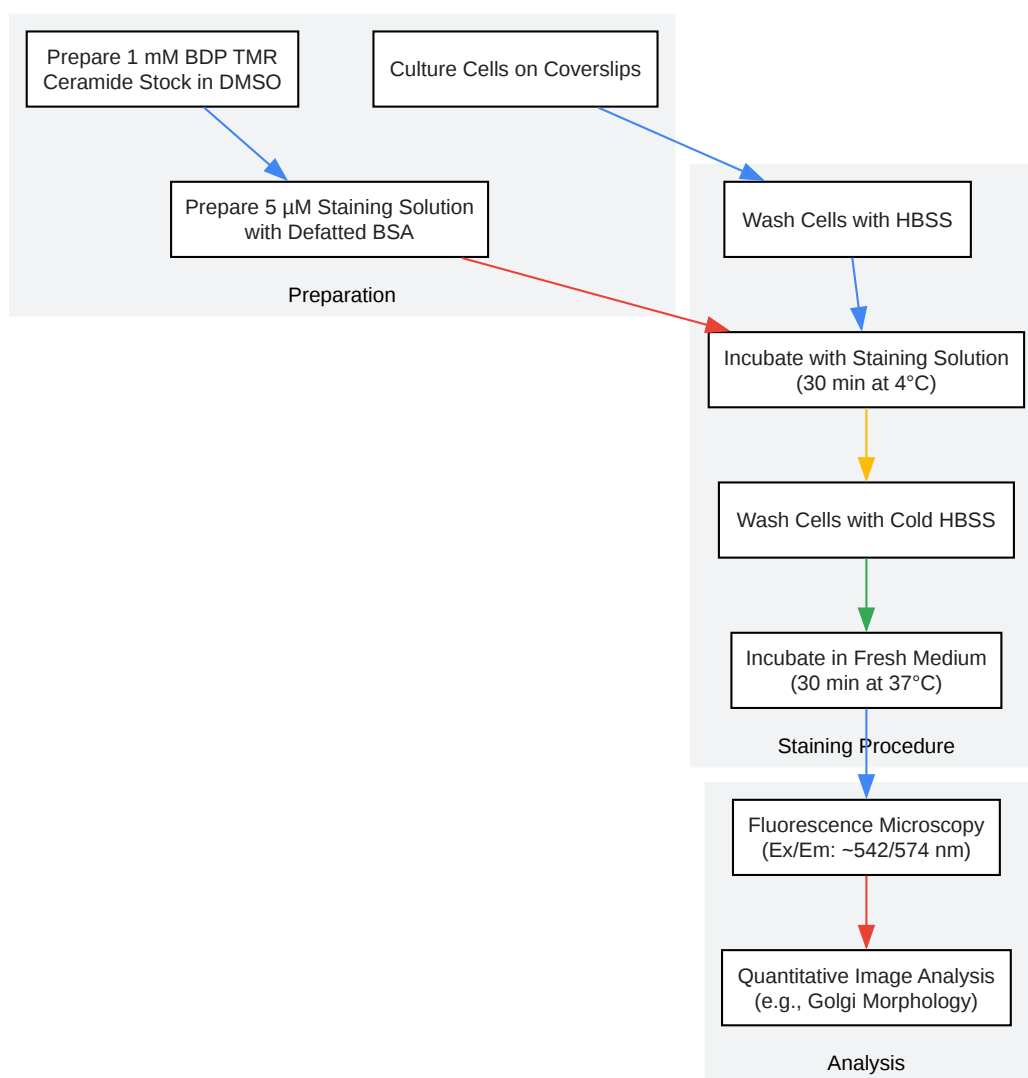 Prepare 1 mM BDP TMR
Ceramide Stock in DMSO
Culture Cells on Coverslips
Prepare 5 µM Staining Solution
with Defatted BSA
Preparation
Wash Cells with HBSS
Incubate with Staining Solution
(30 min at 4°C)
Wash Cells with Cold HBSS
Incubate in Fresh Medium
(30 min at 37°C)
Staining Procedure
Fluorescence Microscopy
(Ex/Em: ~542/574 nm)
Quantitative Image Analysis
(e.g., Golgi Morphology)
Analysis